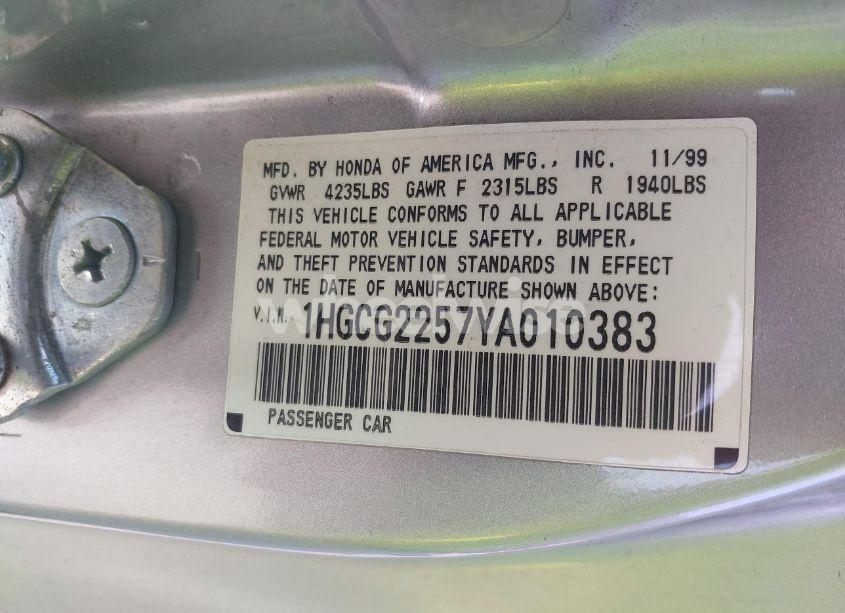 MFD. BY HONDA OF AMERICA MFG., INC. 11/99
GVWR 4235LBS GAWR F 2315LBS R 1940LBS
THIS VEHICLE CONFORMS TO ALL APPLICABLE
FEDERAL MOTOR VEHICLE SAFETY, BUMPER,
AND THEFT PREVENTION STANDARDS IN EFFECT
ON THE DATE OF MANUFACTURE SHOWN ABOVE:
V.I.N. 1HGCG2257YA010383
wheelwise
PASSENGER CAR